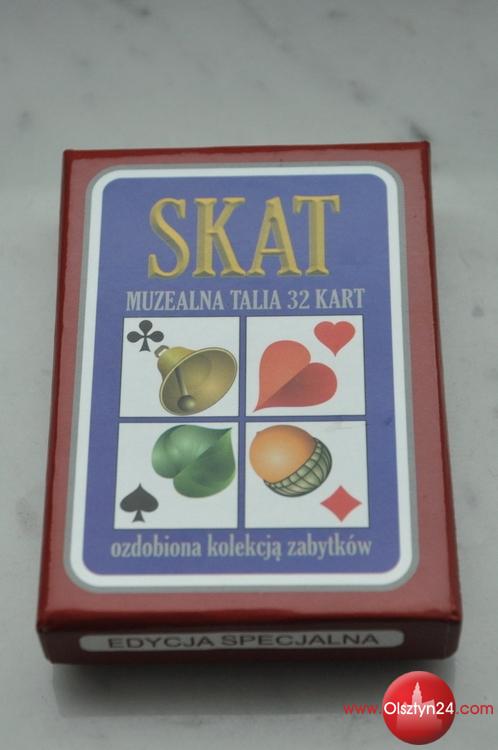 SKAT
MUZEALNA TALIA 32 KART
ozdobiona kolekcją zabytków
EDYCJA SPECJALNA
www.Olsztyn24.com